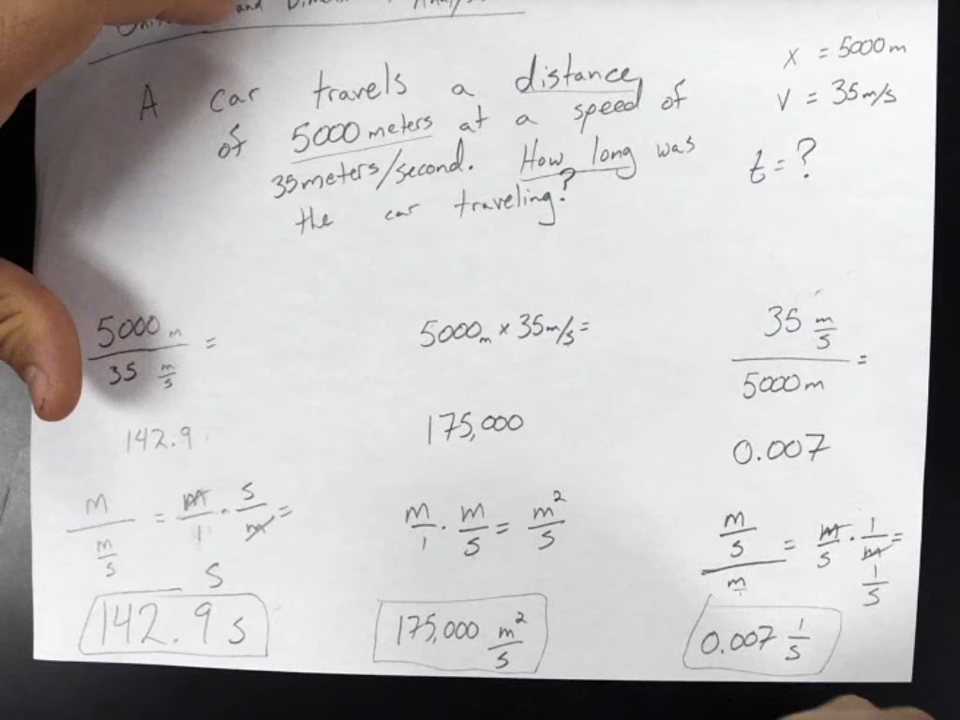 and
A car travels a distance
of 5000 meters at a speed of
35 meters/second. How long was
the car traveling?
x = 5000 m
v = 35 m/s
t = ?
5000 m / 35 m/s =
142.9
m / (m/s) = m/1 · s/m =
s
142.9 s
5000 m × 35 m/s =
175,000
m/1 · m/s = m²/s
175,000 m²/s
35 m/s / 5000 m =
0.007
(m/s) / m = m/s · 1/m =
1/s
0.007 1/s